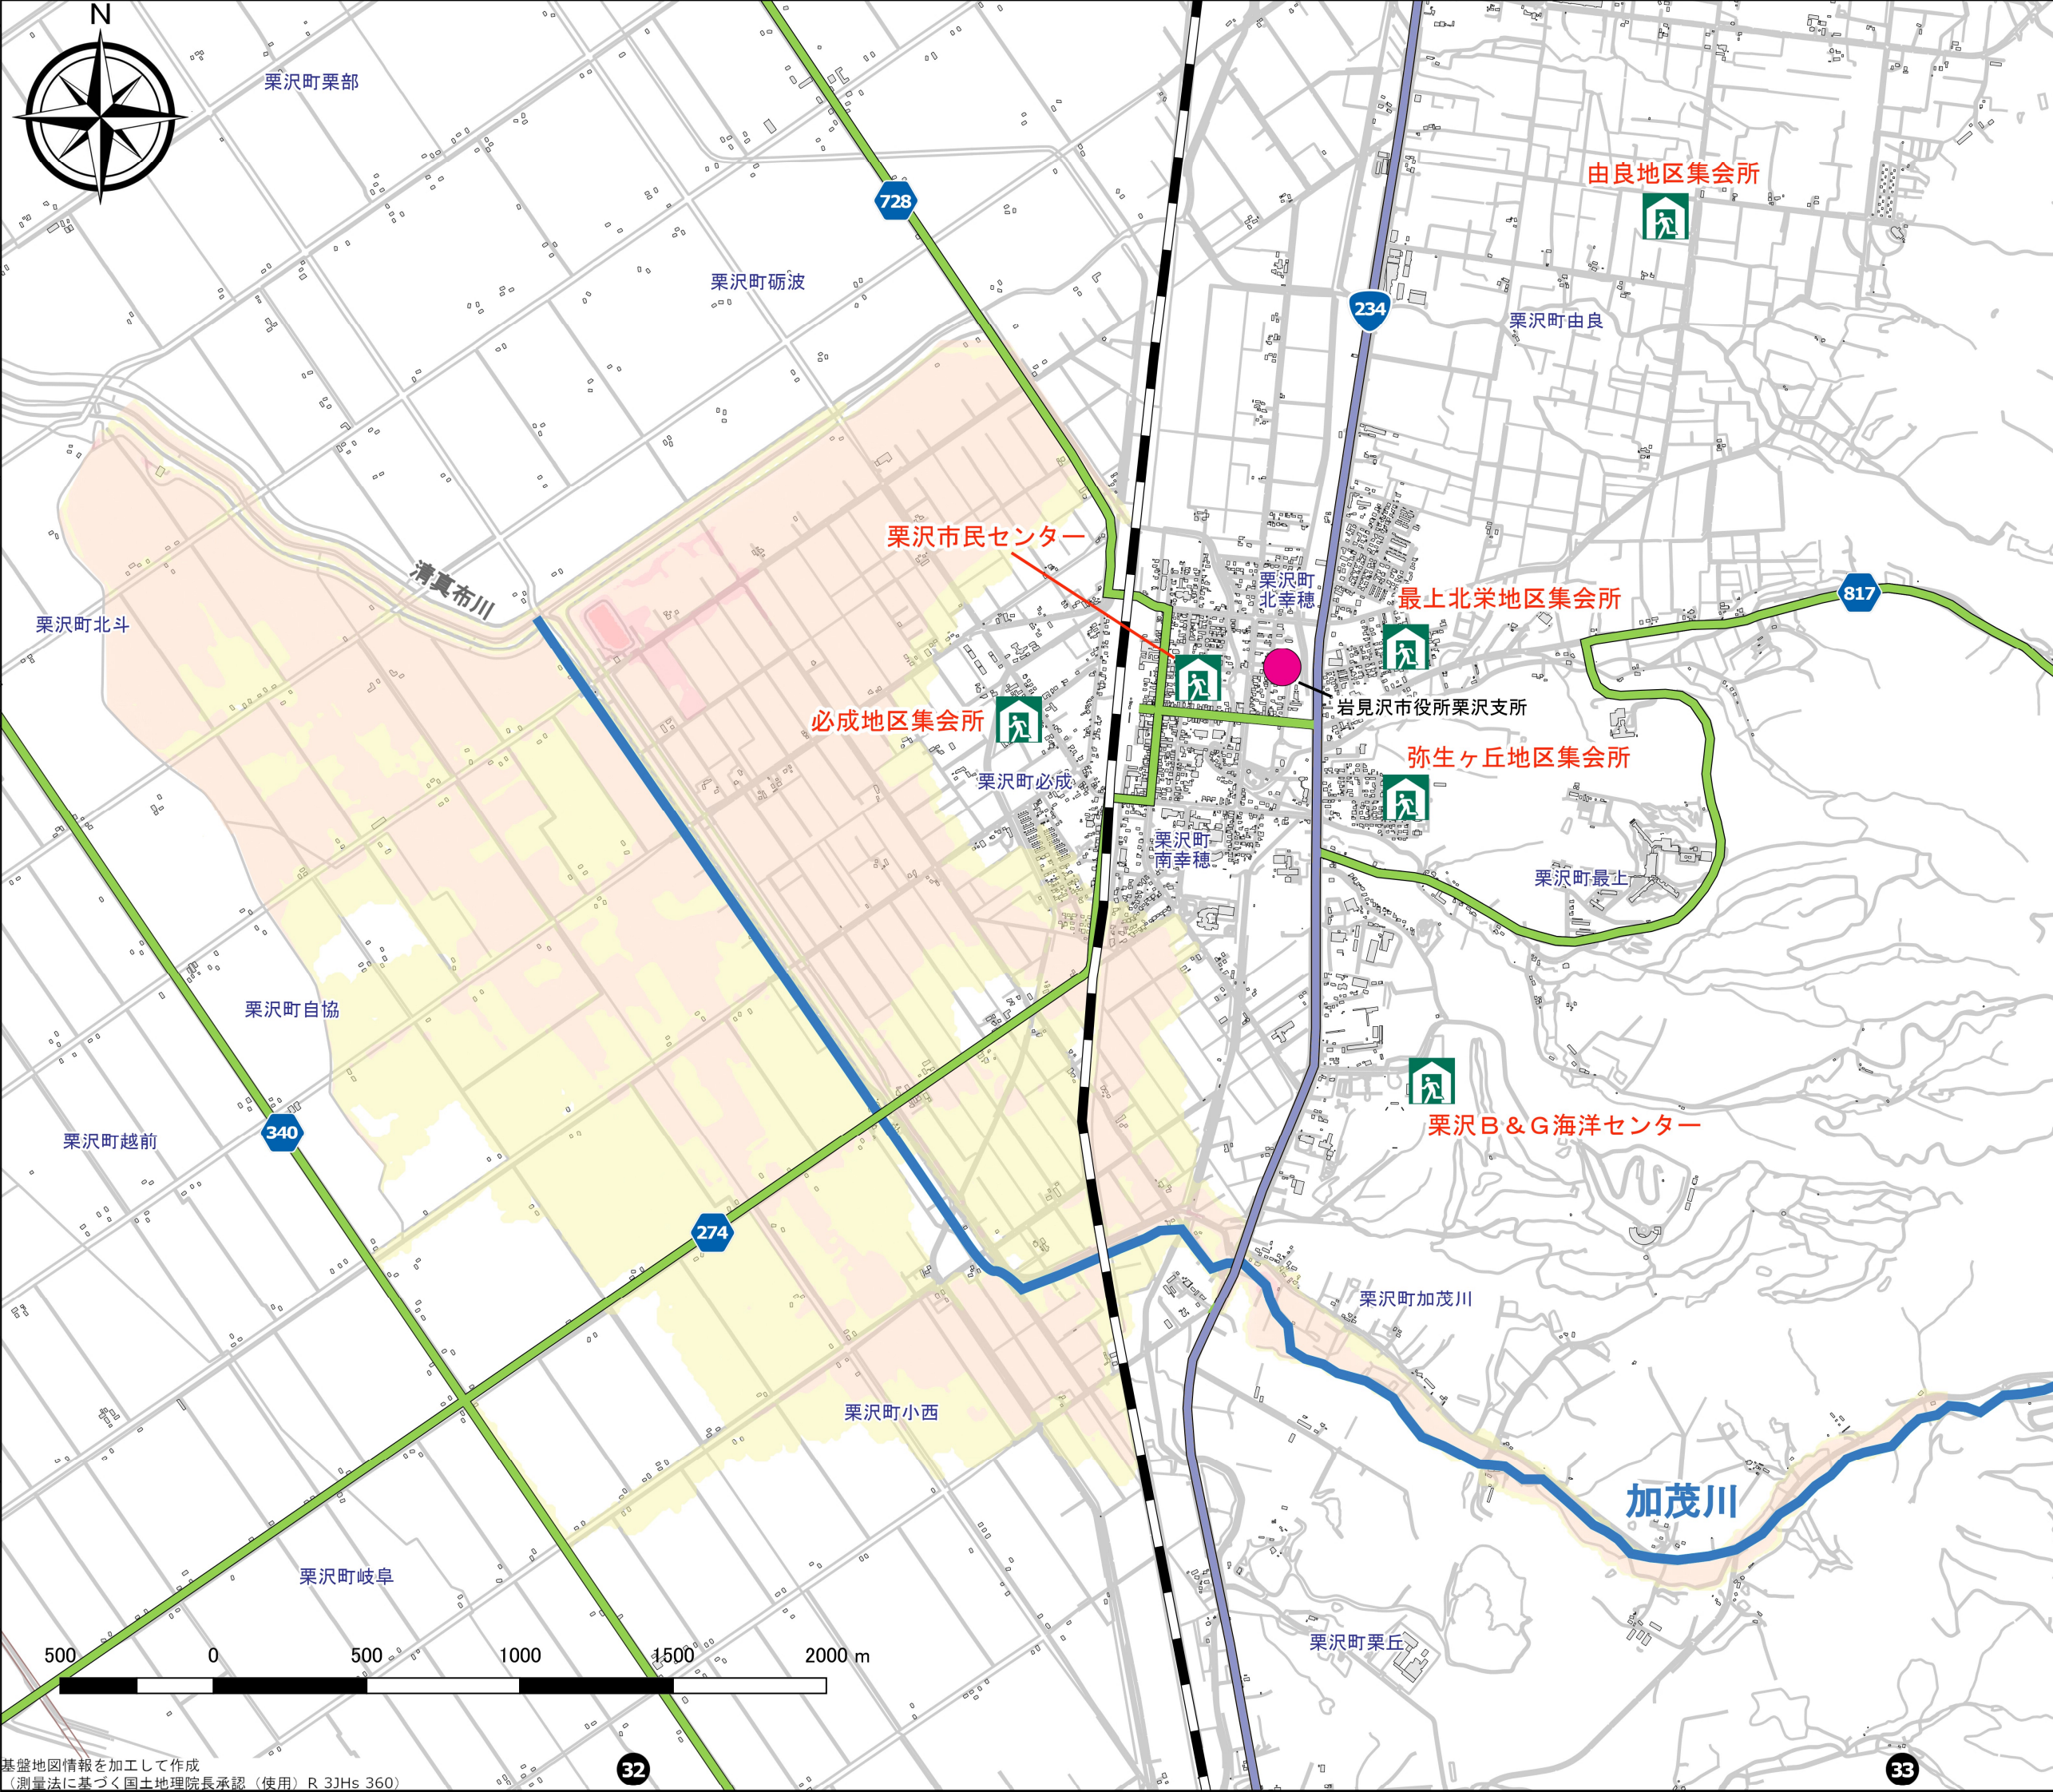 N
栗沢町栗部
728
由良地区集会所
栗沢町砺波
234
栗沢町由良
栗沢市民センター
清真布川
栗沢町
北幸穂
最上北栄地区集会所
817
栗沢町北斗
必成地区集会所
岩見沢市役所栗沢支所
弥生ヶ丘地区集会所
栗沢町必成
栗沢町
南幸穂
栗沢町最上
栗沢町自協
栗沢B&G海洋センター
340
栗沢町越前
274
栗沢町加茂川
栗沢町小西
加茂川
栗沢町岐阜
栗沢町栗丘
500 0 500 1000 1500 2000 m
基盤地図情報を加工して作成
(測量法に基づく国土地理院長承認(使用)R 3JHs 360)
32
33